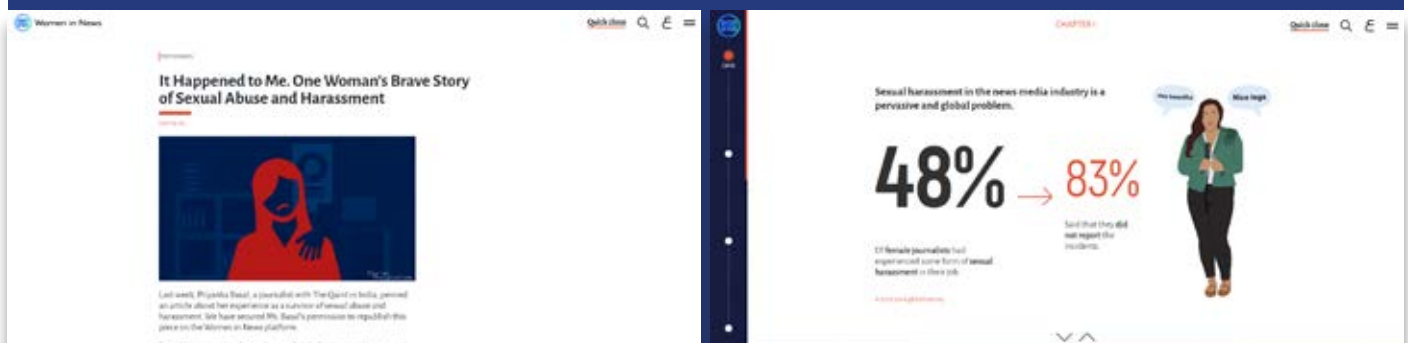 Women in News
Quick close
It Happened to Me. One Woman's Brave Story
of Sexual Abuse and Harassment
Last week, Priyanka Bansal, a journalist with The Quint in India, penned
an article about her experience as a survivor of sexual abuse and
harassment. We have secured Ms. Bansal's permission to republish this
piece on the Women in News platform.
CHAPTER 1
Quick close
Sexual harassment in the news media industry is a
pervasive and global problem.
Nice legs
48%
83%
Said that they did
not report the
incidents.
Of female journalists had
experienced some form of sexual
harassment in their job.